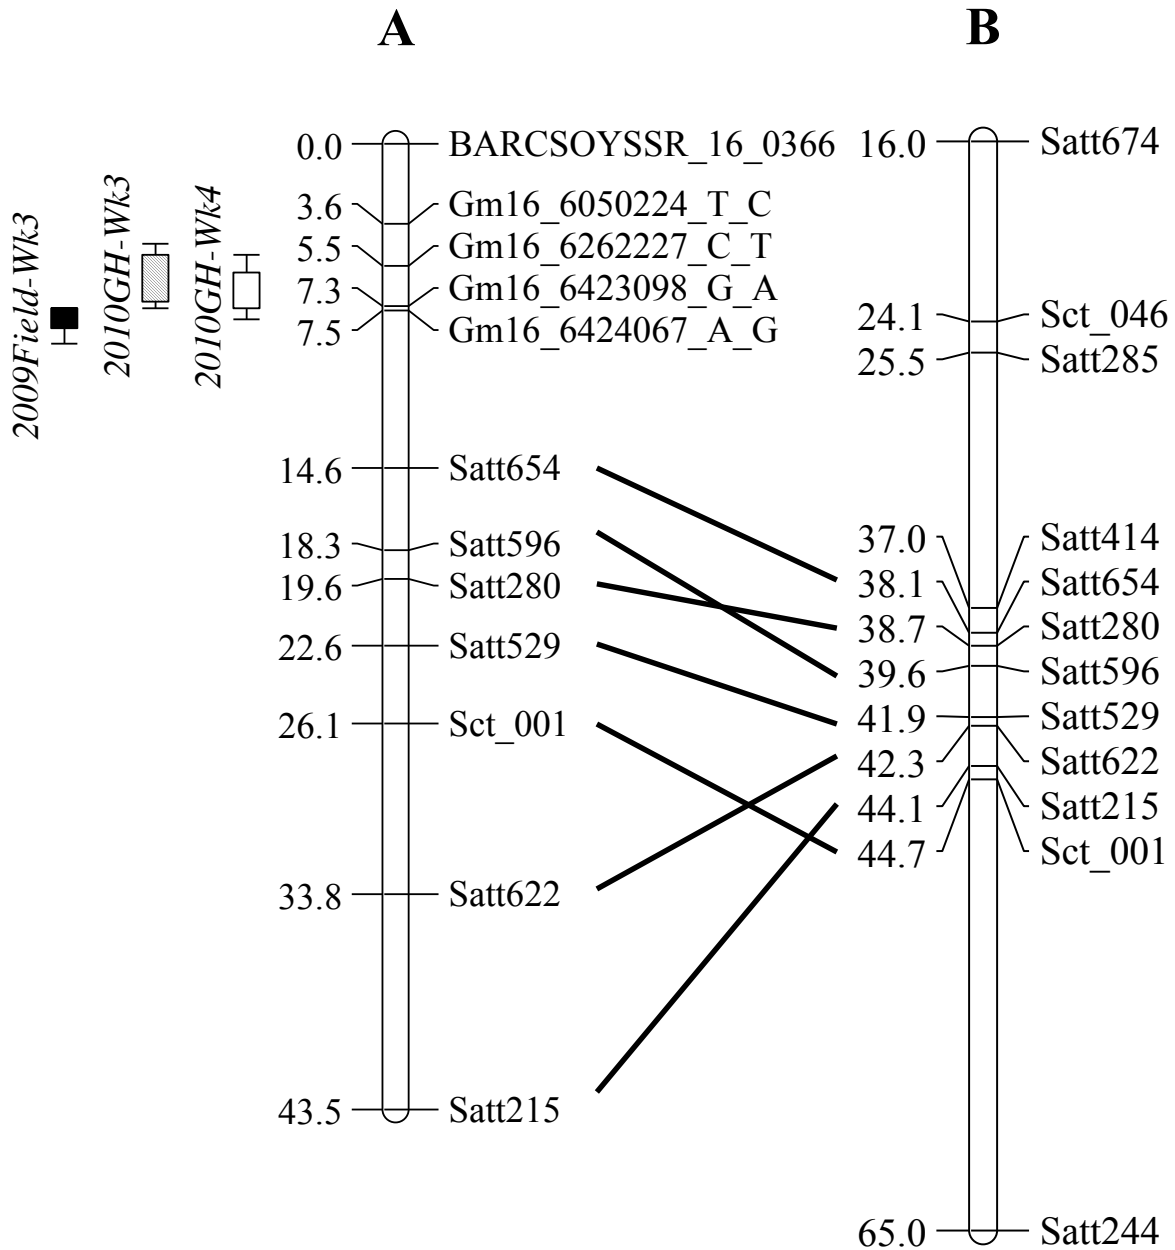 A
B
2009Field-Wk3
2010GH-Wk3
2010GH-Wk4
0.0 BARCSOYSSR_16_0366
3.6 Gm16_6050224_T_C
5.5 Gm16_6262227_C_T
7.3 Gm16_6423098_G_A
7.5 Gm16_6424067_A_G
14.6 Satt654
18.3 Satt596
19.6 Satt280
22.6 Satt529
26.1 Sct_001
33.8 Satt622
43.5 Satt215
16.0 Satt674
24.1 Sct_046
25.5 Satt285
37.0 Satt414
38.1 Satt654
38.7 Satt280
39.6 Satt596
41.9 Satt529
42.3 Satt622
44.1 Satt215
44.7 Sct_001
65.0 Satt244